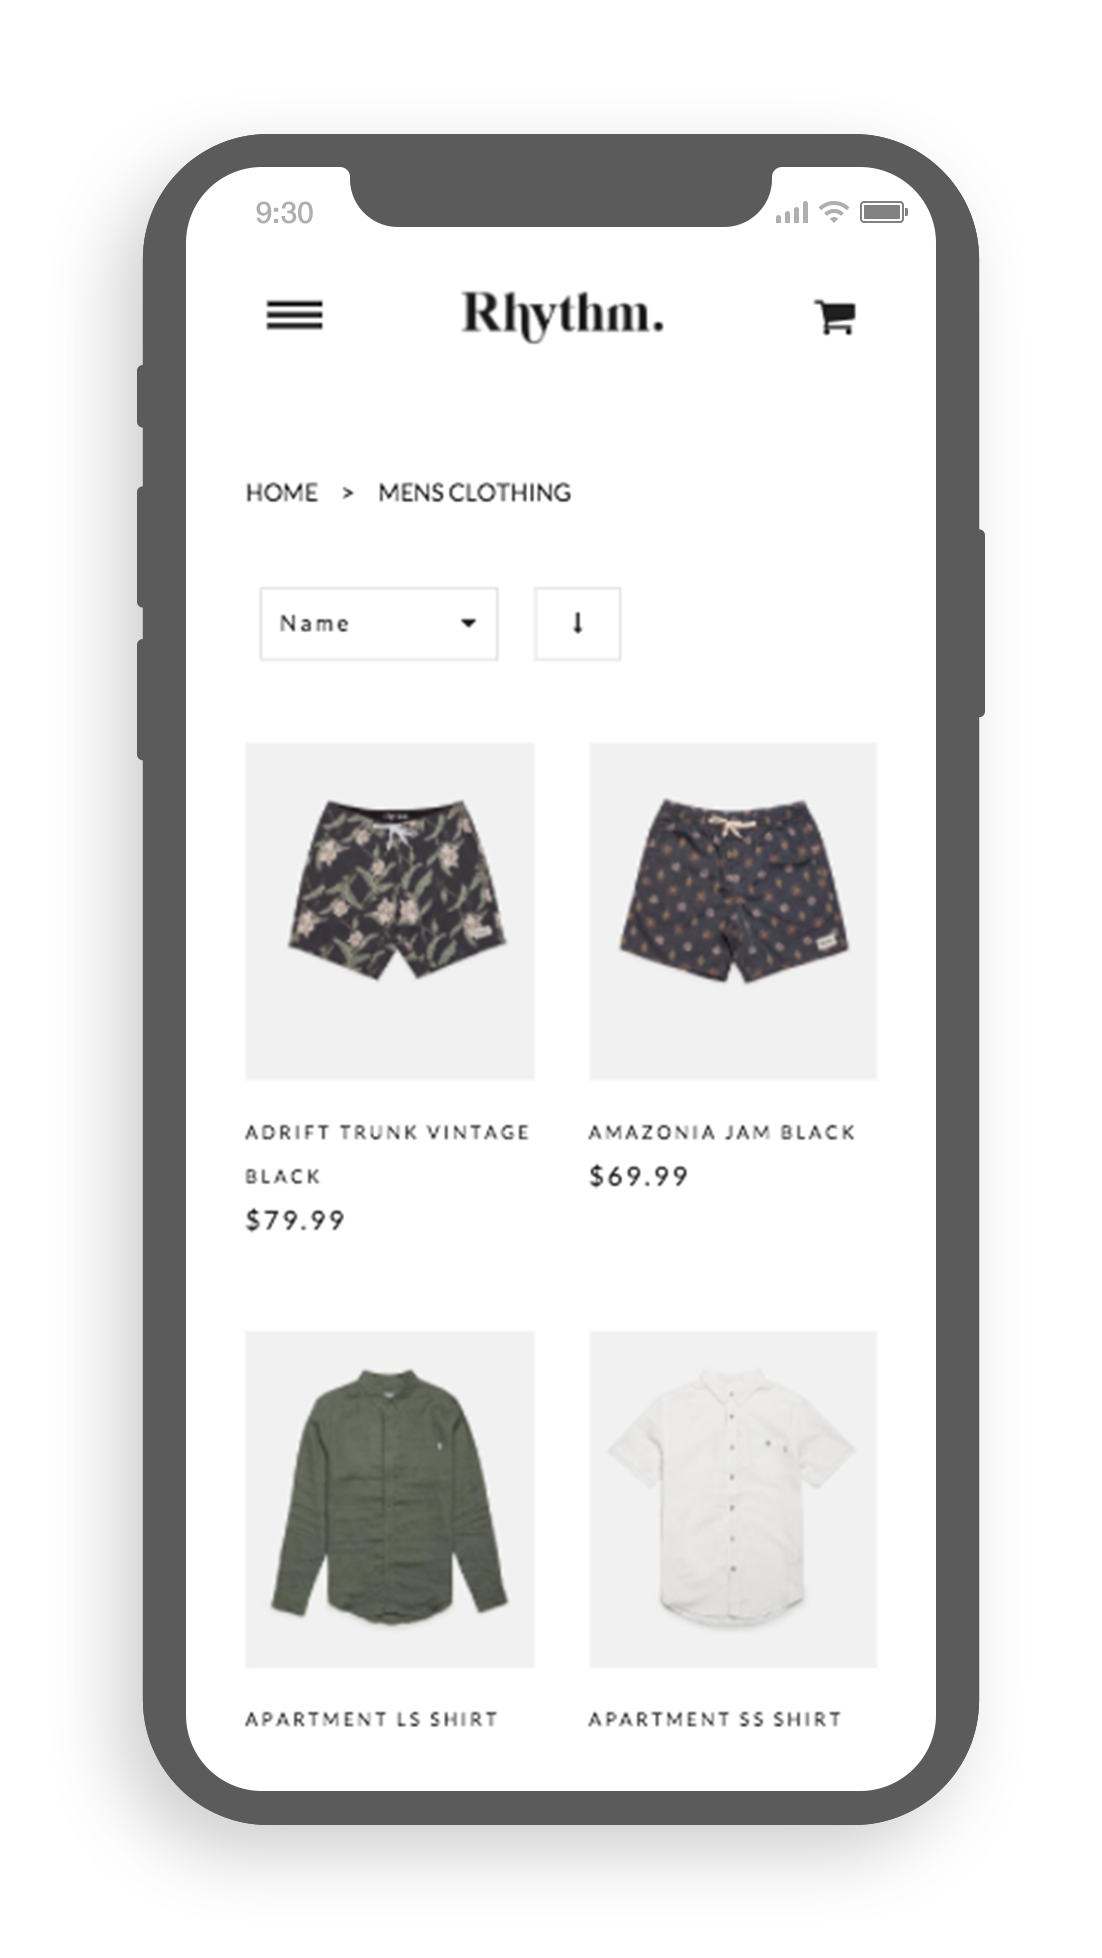 9:30
Rhythm.
HOME > MENS CLOTHING
Name
ADRIFT TRUNK VINTAGE
BLACK
$79.99
AMAZONIA JAM BLACK
$69.99
APARTMENT LS SHIRT
APARTMENT SS SHIRT